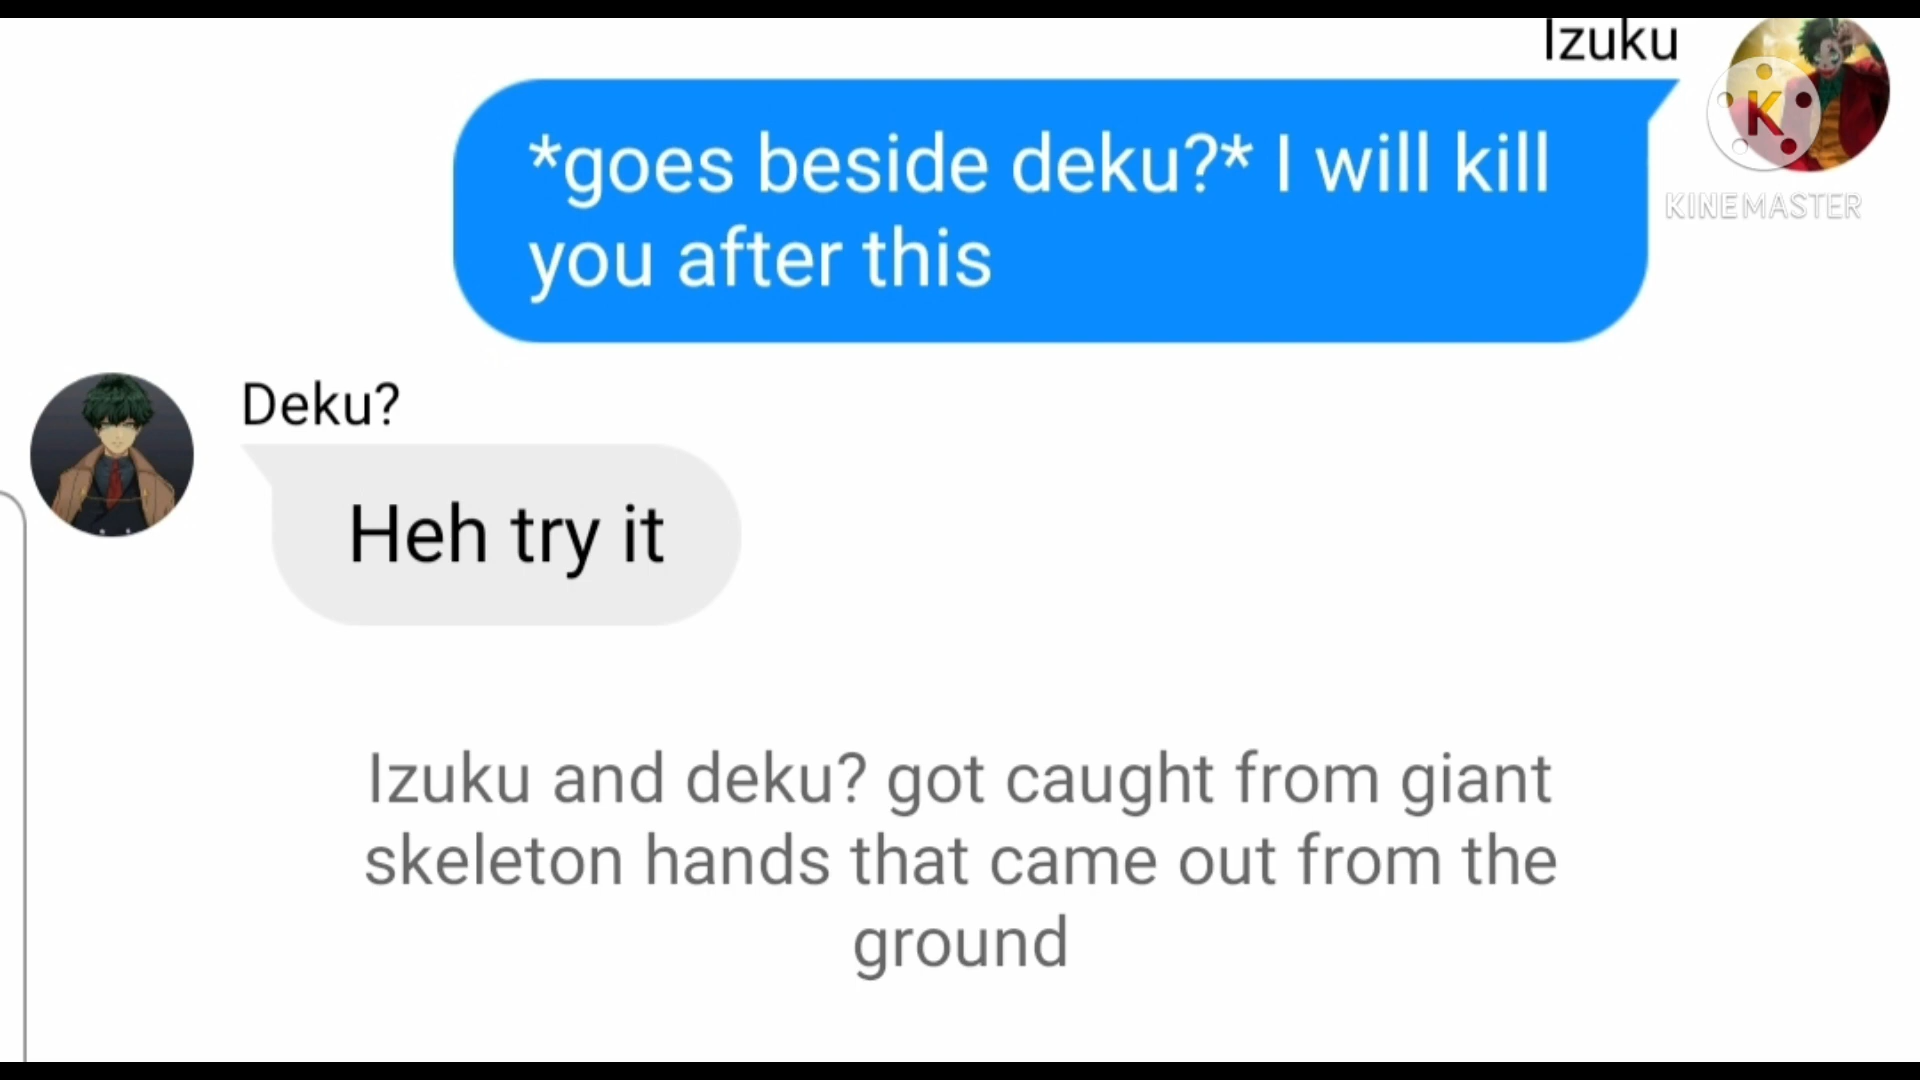 Izuku
*goes beside deku?* I will kill
you after this
K
KINEMASTER
Deku?
Heh try it
Izuku and deku? got caught from giant
skeleton hands that came out from the
ground